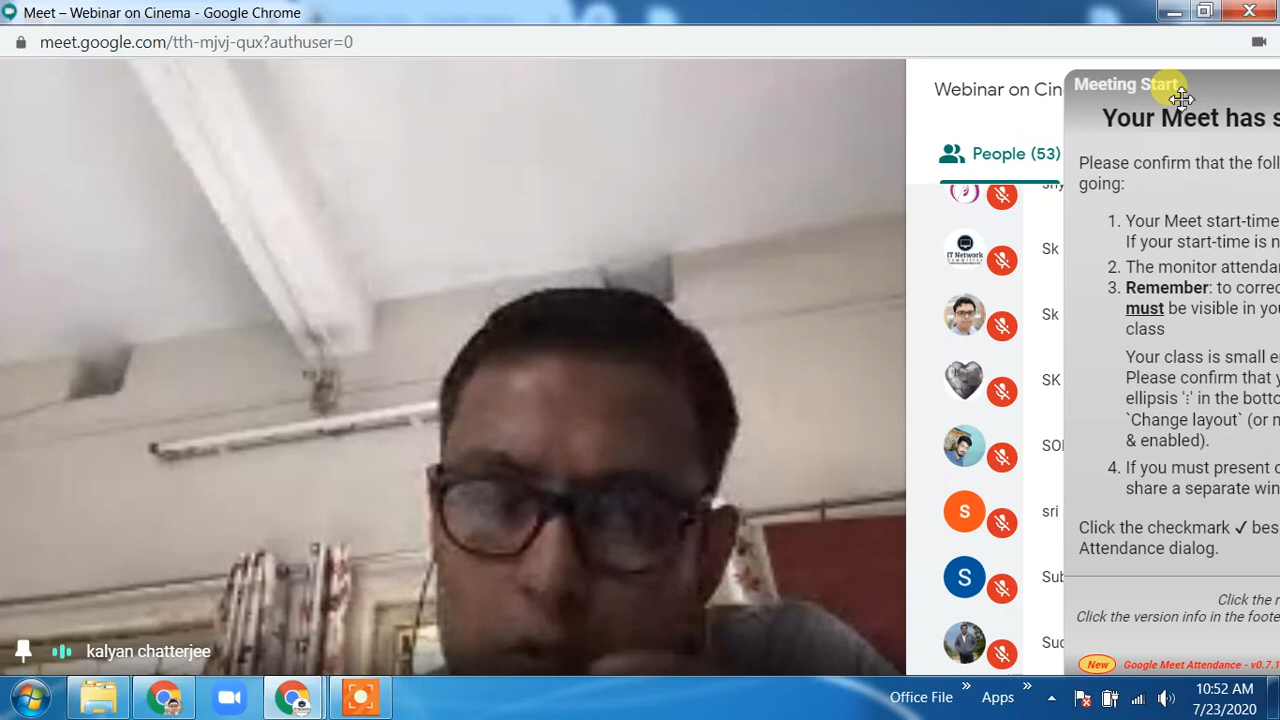 Meet – Webinar on Cinema - Google Chrome
meet.google.com/tth-mjvj-qux?authuser=0
Webinar on Cin
People (53)
Sk
IT Network
Sk
SK
SO
S sri
S Sub
Suc
kalyan chatterjee
Meeting Start
Your Meet has s
Please confirm that the foll
going:
1. Your Meet start-time
If your start-time is n
2. The monitor attenda
3. Remember: to correc
must be visible in yo
class
Your class is small e
Please confirm that y
ellipsis '⋮' in the botto
`Change layout` (or m
& enabled).
4. If you must present o
share a separate win
Click the checkmark ✓ bes
Attendance dialog.
Click the r
Click the version info in the foote
New Google Meet Attendance - v0.7.1
Office File »
Apps »
10:52 AM
7/23/2020